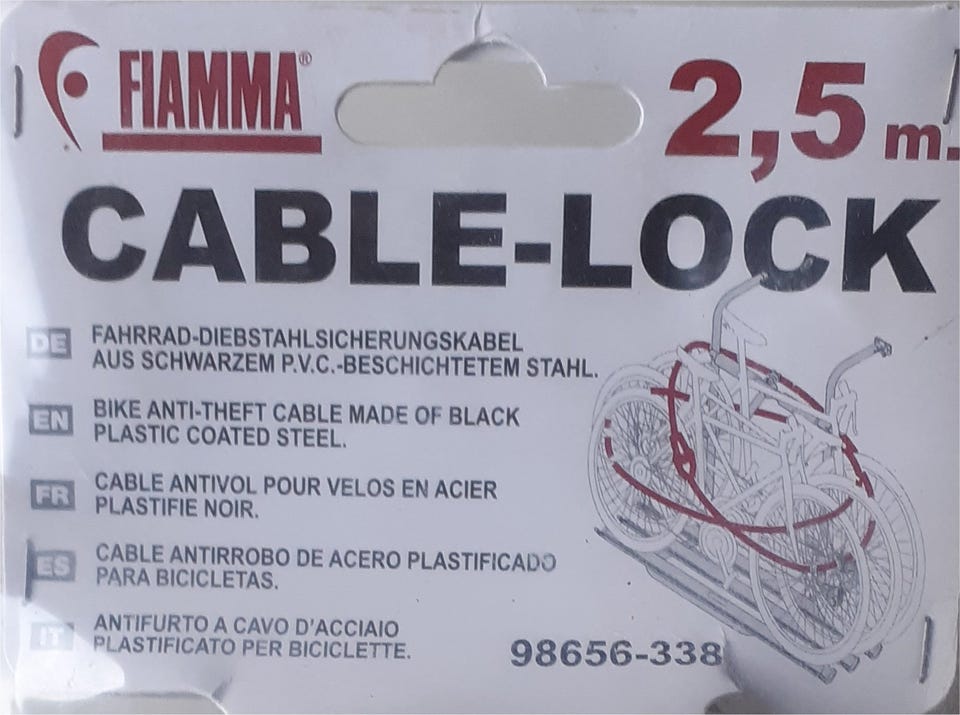 FIAMMA®
2,5 m.
CABLE-LOCK
DE FAHRRAD-DIEBSTAHLSICHERUNGSKABEL
AUS SCHWARZEM P.V.C.-BESCHICHTETEM STAHL.
EN BIKE ANTI-THEFT CABLE MADE OF BLACK
PLASTIC COATED STEEL.
FR CABLE ANTIVOL POUR VELOS EN ACIER
PLASTIFIE NOIR.
ES CABLE ANTIRROBO DE ACERO PLASTIFICADO
PARA BICICLETAS.
IT ANTIFURTO A CAVO D'ACCIAIO
PLASTIFICATO PER BICICLETTE.
98656-338